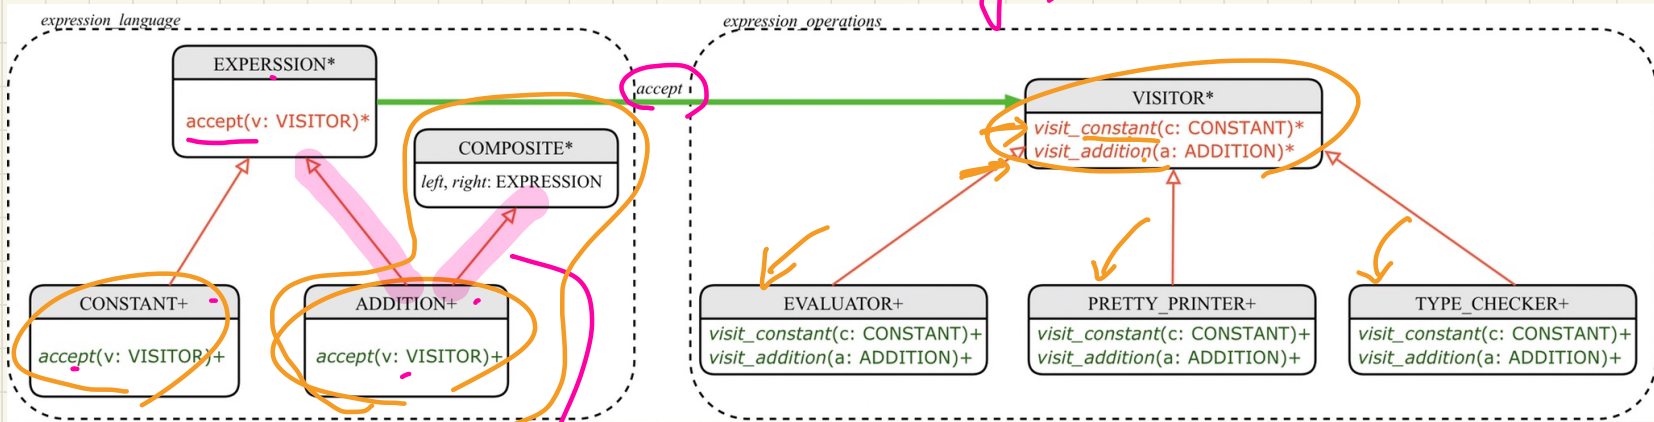 expression_language
expression_operations
EXPERSSION*
accept(v: VISITOR)*
accept
COMPOSITE*
left, right: EXPRESSION
VISITOR*
visit_constant(c: CONSTANT)*
visit_addition(a: ADDITION)*
CONSTANT+
accept(v: VISITOR)+
ADDITION+
accept(v: VISITOR)+
EVALUATOR+
visit_constant(c: CONSTANT)+
visit_addition(a: ADDITION)+
PRETTY_PRINTER+
visit_constant(c: CONSTANT)+
visit_addition(a: ADDITION)+
TYPE_CHECKER+
visit_constant(c: CONSTANT)+
visit_addition(a: ADDITION)+